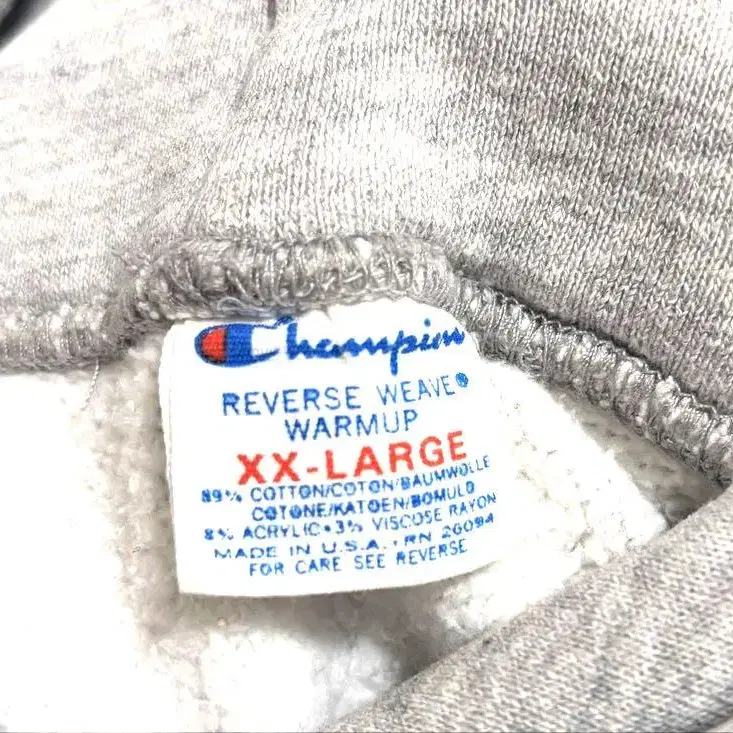 Champion
REVERSE WEAVE®
WARMUP
XX-LARGE
89% COTTON/COTON/BAUMWOLLE
COTONE/KATOEN/BOMULD
8% ACRYLIC•3% VISCOSE RAYON
MADE IN U.S.A. • RN 26094
FOR CARE SEE REVERSE